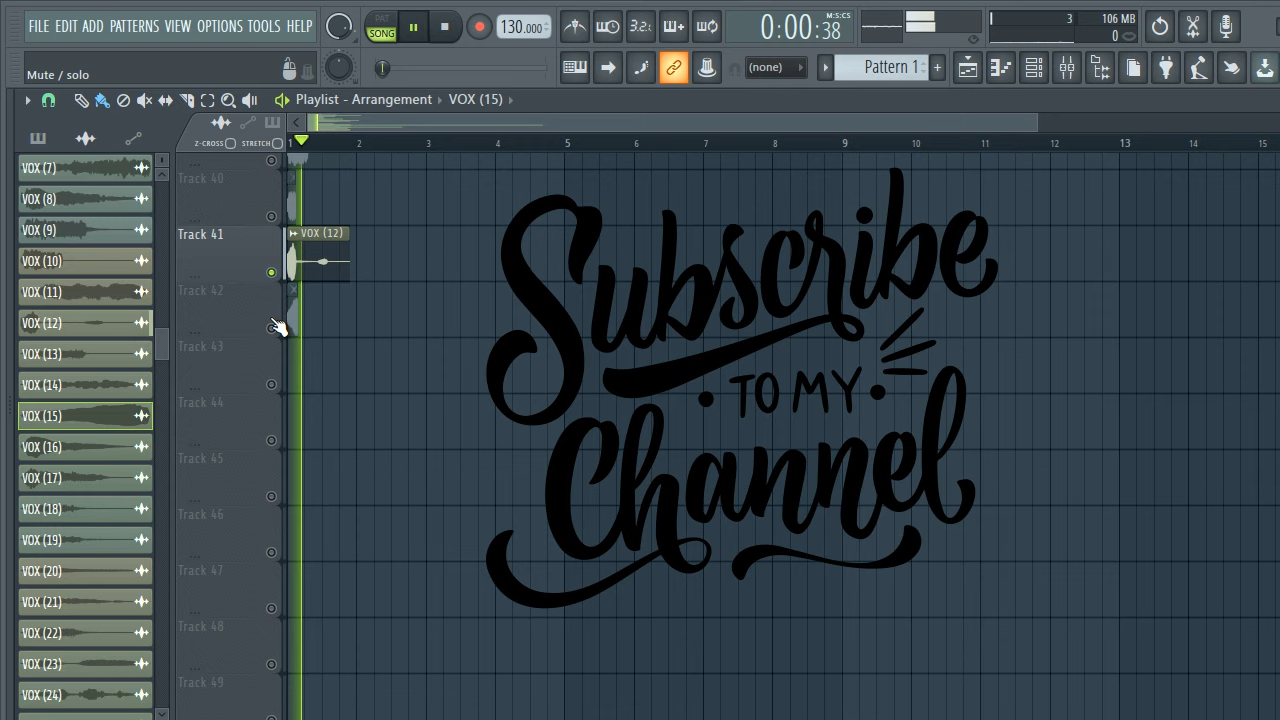 FILE EDIT ADD PATTERNS VIEW OPTIONS TOOLS HELP
PAT
SONG
130.000
3.2.1
M:S:CS
0:00:38
3
106 MB
0
Mute / solo
(none)
Pattern 1
Playlist - Arrangement › VOX (15) ›
Z-CROSS
STRETCH
1 2 3 4 5 6 7 8 9 10 11 12 13 14 15
VOX (7)
VOX (8)
VOX (9)
VOX (10)
VOX (11)
VOX (12)
VOX (13)
VOX (14)
VOX (15)
VOX (16)
VOX (17)
VOX (18)
VOX (19)
VOX (20)
VOX (21)
VOX (22)
VOX (23)
VOX (24)
Track 40
Track 41
VOX (12)
Track 42
Track 43
Track 44
Track 45
Track 46
Track 47
Track 48
Track 49
Subscribe
TO MY
Channel